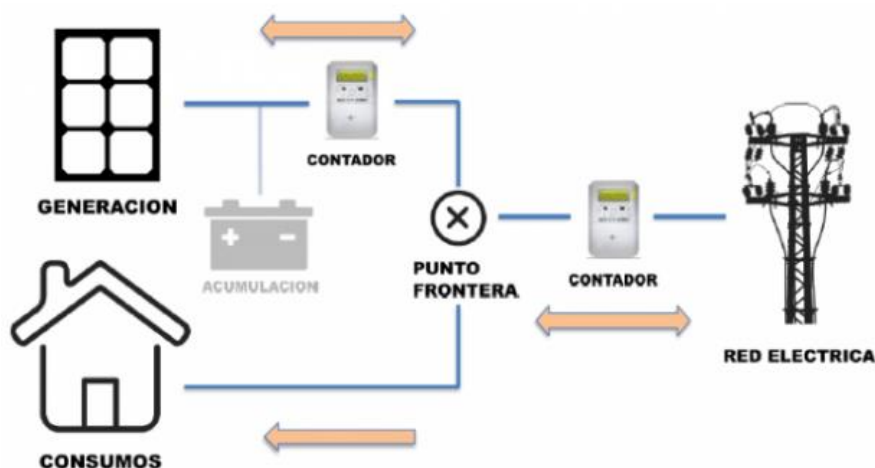 CONTADOR
GENERACION
ACUMULACION
PUNTO
FRONTERA
CONTADOR
RED ELECTRICA
CONSUMOS